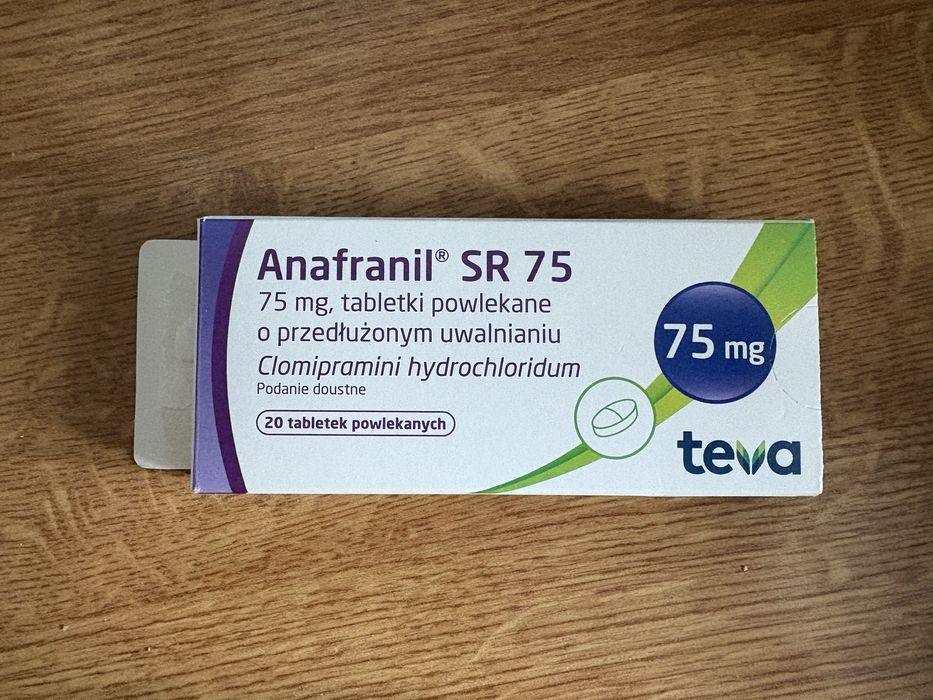 Anafranil® SR 75
75 mg, tabletki powlekane
o przedłużonym uwalnianiu
Clomipramini hydrochloridum
Podanie doustne
20 tabletek powlekanych
75 mg
teva